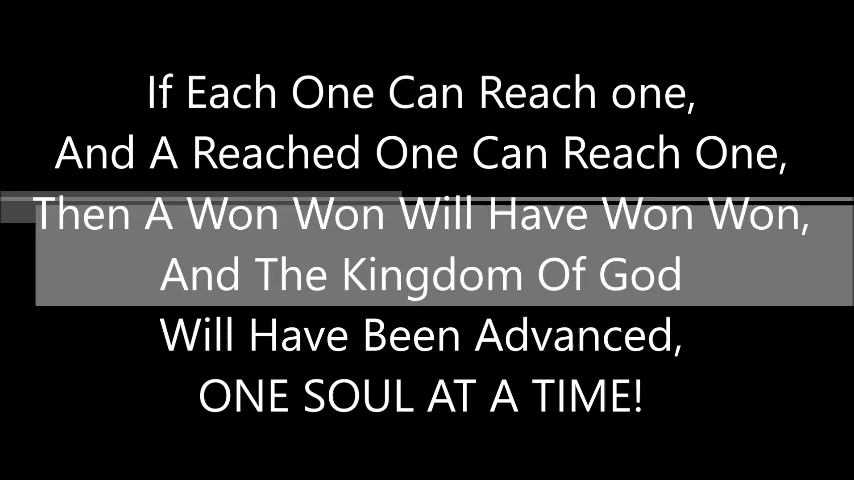 If Each One Can Reach one,
And A Reached One Can Reach One,
Then A Won Won Will Have Won Won,
And The Kingdom Of God
Will Have Been Advanced,
ONE SOUL AT A TIME!